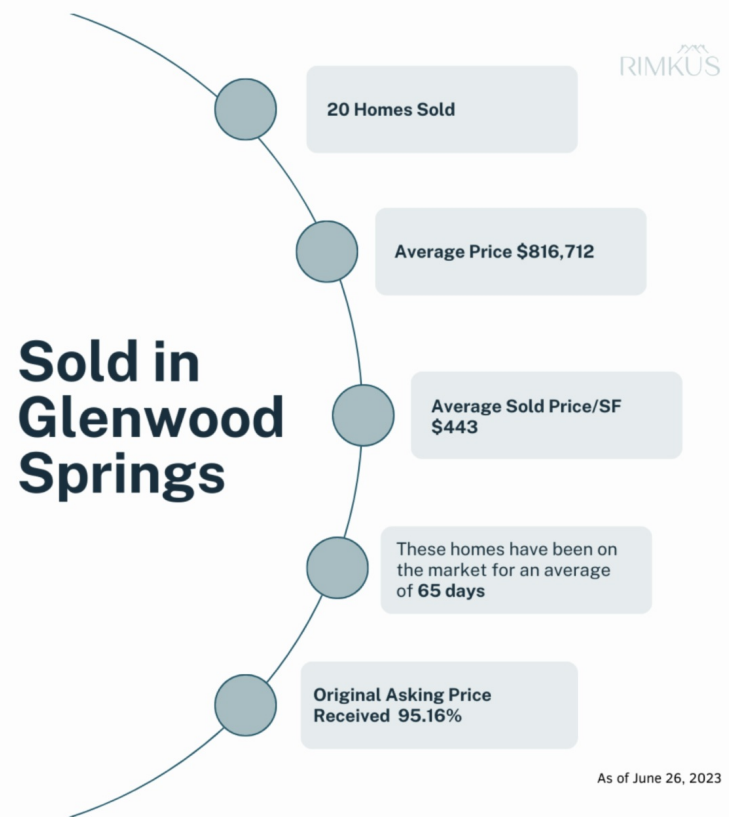 RIMKUS
20 Homes Sold
Average Price $816,712
Sold in
Glenwood
Springs
Average Sold Price/SF
$443
These homes have been on
the market for an average
of 65 days
Original Asking Price
Received 95.16%
As of June 26, 2023